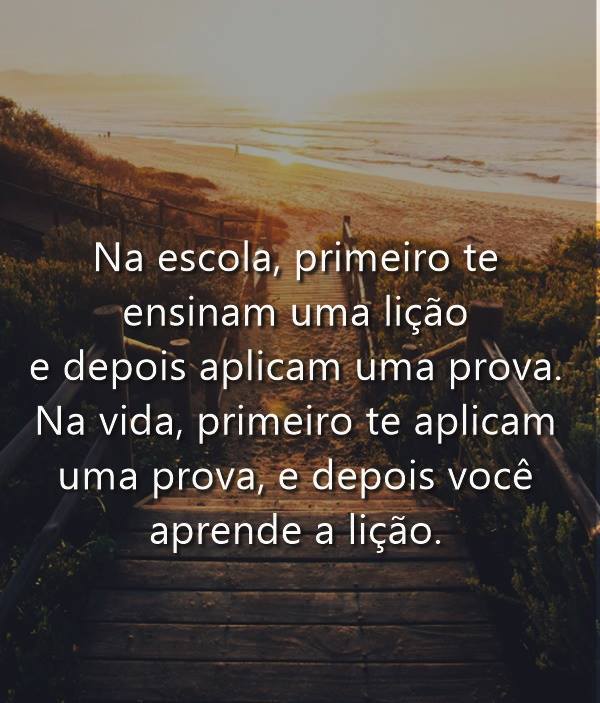 Na escola, primeiro te
ensinam uma lição
e depois aplicam uma prova.
Na vida, primeiro te aplicam
uma prova, e depois você
aprende a lição.